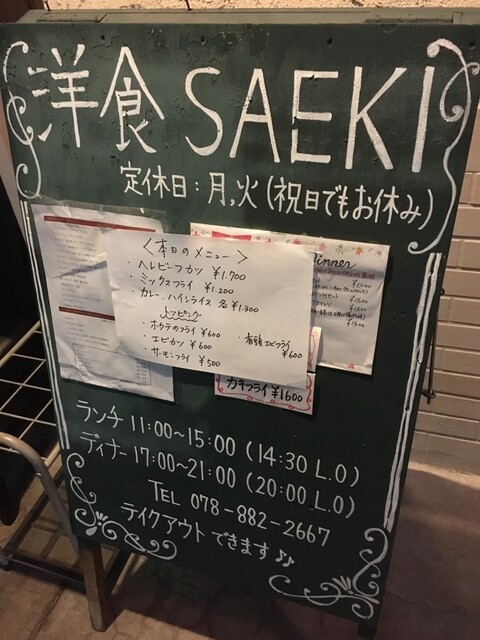 洋食 SAEKI
定休日:月,火(祝日でもお休み)
<本日のメニュー>
・ヘレビーフカツ ¥1.700
・ミックスフライ ¥1.200
カレー.ハイシライス 各¥1.300
トッピング
・ホタテのフライ ¥600
・有頭エビフライ ¥600
・エビカツ ¥600
・サーモンフライ ¥500
Dinner
カキフライ ¥1600
ランチ 11:00~15:00 (14:30 L.O)
ディナー 17:00~21:00 (20:00 L.O)
TEL 078-882-2667
テイクアウトできます♪♪